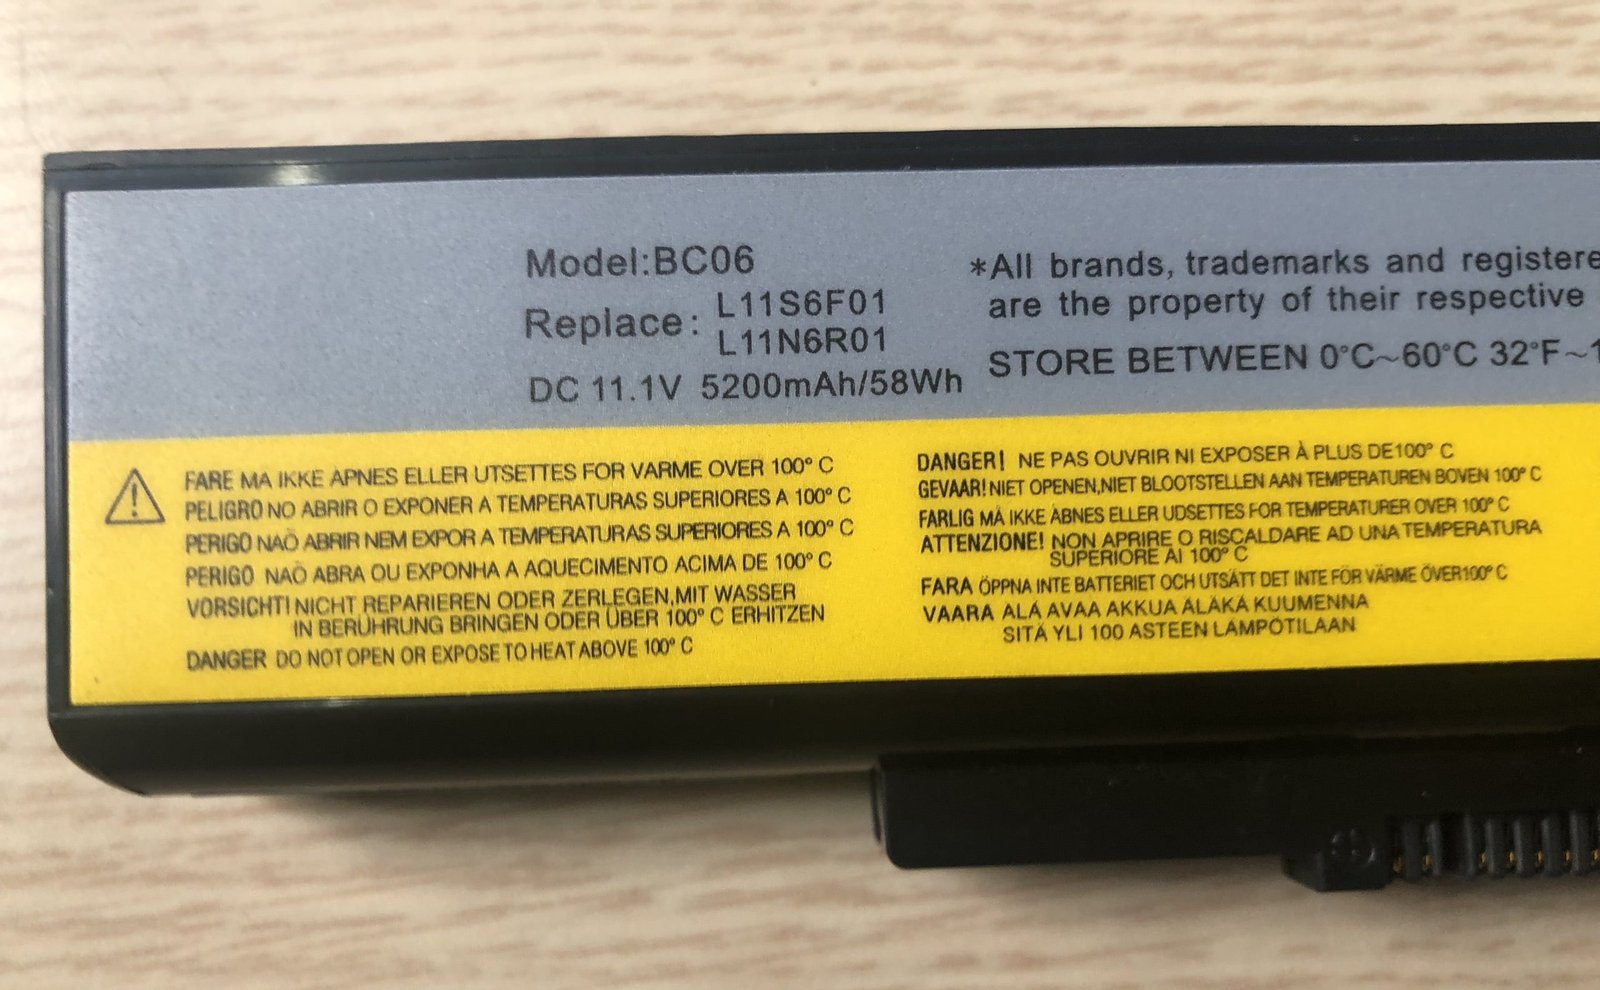 Model:BC06
Replace: L11S6F01
L11N6R01
DC 11.1V 5200mAh/58Wh
*All brands, trademarks and registere
are the property of their respective
STORE BETWEEN 0°C~60°C 32°F~1
FARE MA IKKE APNES ELLER UTSETTES FOR VARME OVER 100° C
PELIGRO NO ABRIR O EXPONER A TEMPERATURAS SUPERIORES A 100° C
PERIGO NAÖ ABRIR NEM EXPOR A TEMPERATURAS SUPERIORES A 100° C
PERIGO NAÖ ABRA OU EXPONHA A AQUECIMENTO ACIMA DE 100° C
VORSICHT! NICHT REPARIEREN ODER ZERLEGEN,MIT WASSER
IN BERÜHRUNG BRINGEN ODER ÜBER 100° C ERHITZEN
DANGER DO NOT OPEN OR EXPOSE TO HEAT ABOVE 100° C
DANGER! NE PAS OUVRIR NI EXPOSER À PLUS DE100° C
GEVAAR! NIET OPENEN,NIET BLOOTSTELLEN AAN TEMPERATUREN BOVEN 100° C
FARLIG MÅ IKKE ÅBNES ELLER UDSETTES FOR TEMPERATURER OVER 100° C
ATTENZIONE! NON APRIRE O RISCALDARE AD UNA TEMPERATURA
SUPERIORE AI 100° C
FARA ÖPPNA INTE BATTERIET OCH UTSÄTT DET INTE FÖR VÄRME ÖVER100° C
VAARA ÄLÄ AVAA AKKUA ÄLÄKÄ KUUMENNA
SITÄ YLI 100 ASTEEN LÄMPÖTILAAN